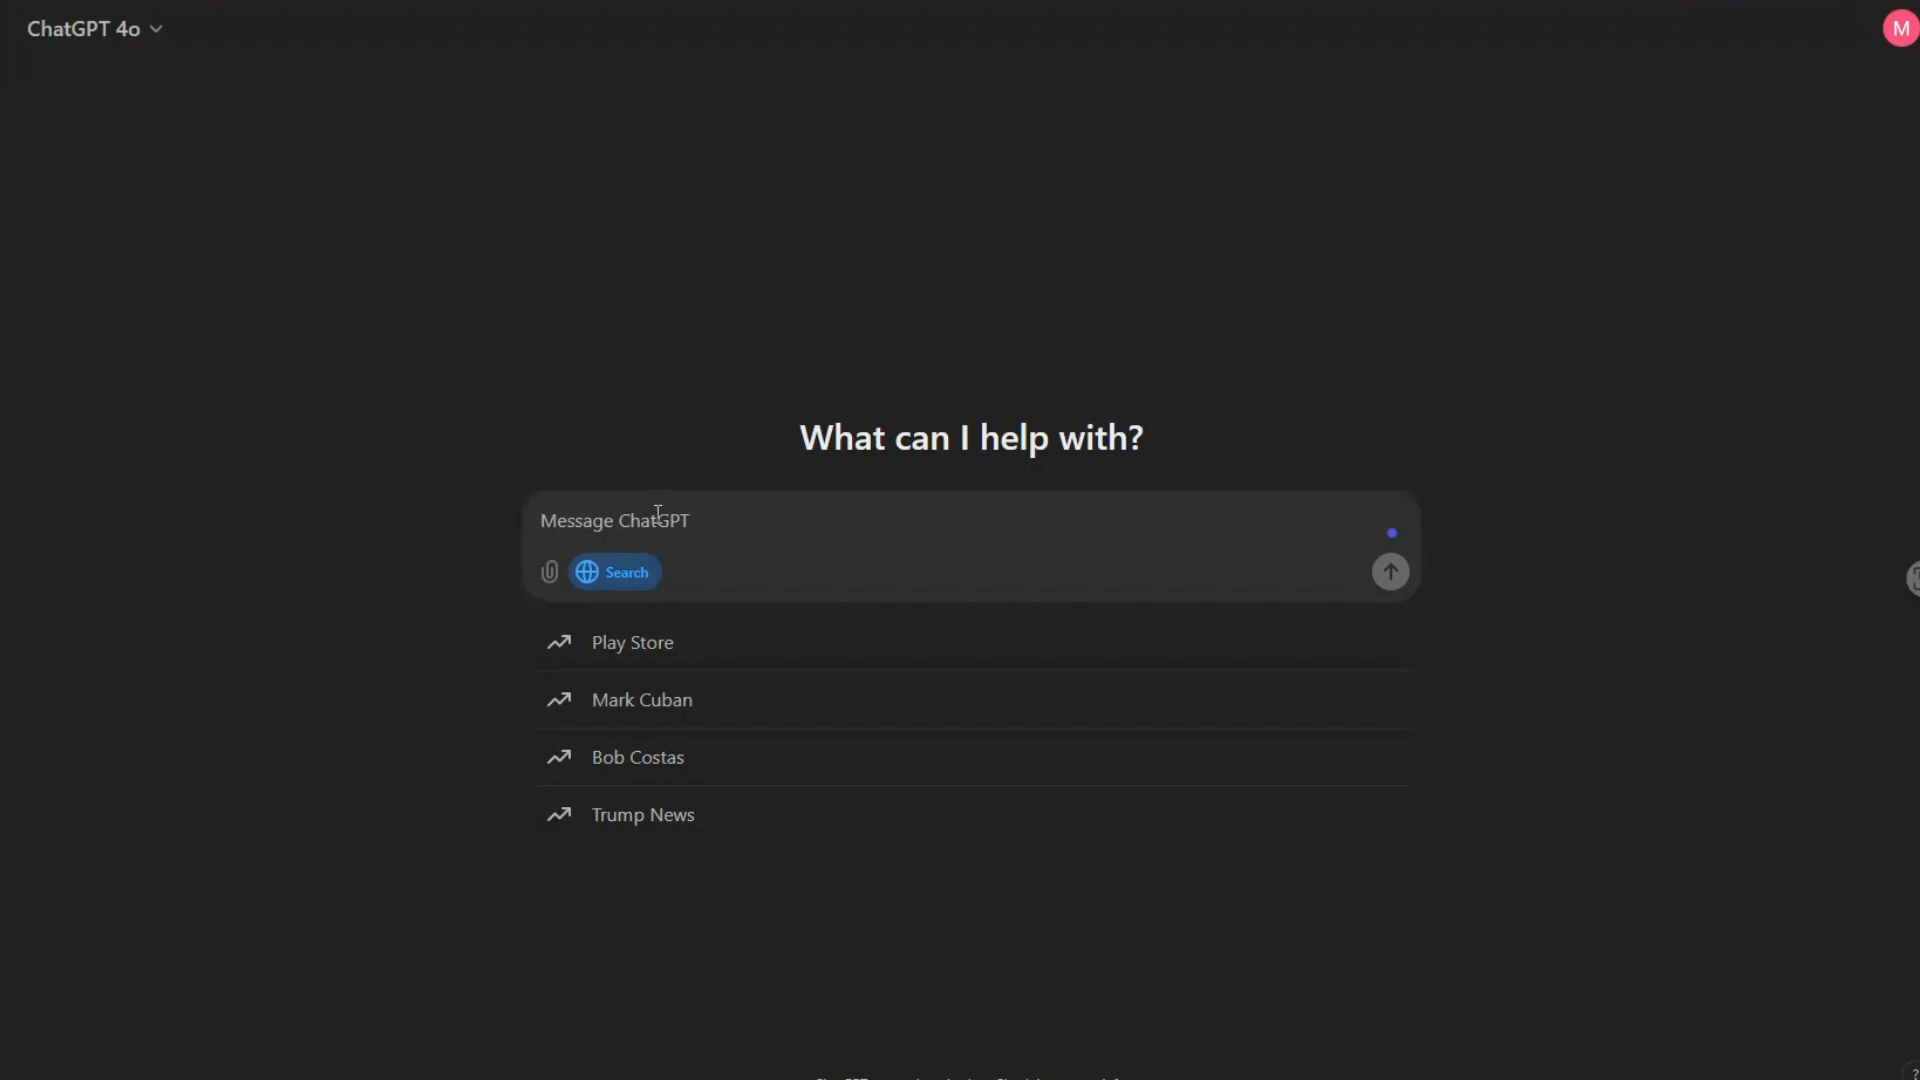 ChatGPT 4o
M
What can I help with?
Message ChatGPT
Search
Play Store
Mark Cuban
Bob Costas
Trump News
?